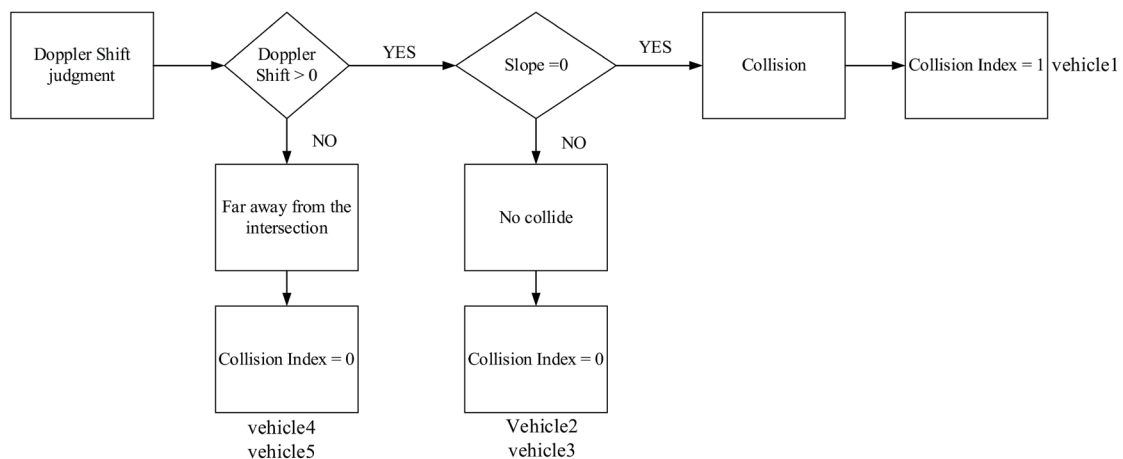 Doppler Shift
judgment
Doppler
Shift > 0
YES
Slope =0
YES
Collision
Collision Index = 1
vehicle1
NO
NO
Far away from the
intersection
No collide
Collision Index = 0
Collision Index = 0
vehicle4
vehicle5
Vehicle2
vehicle3